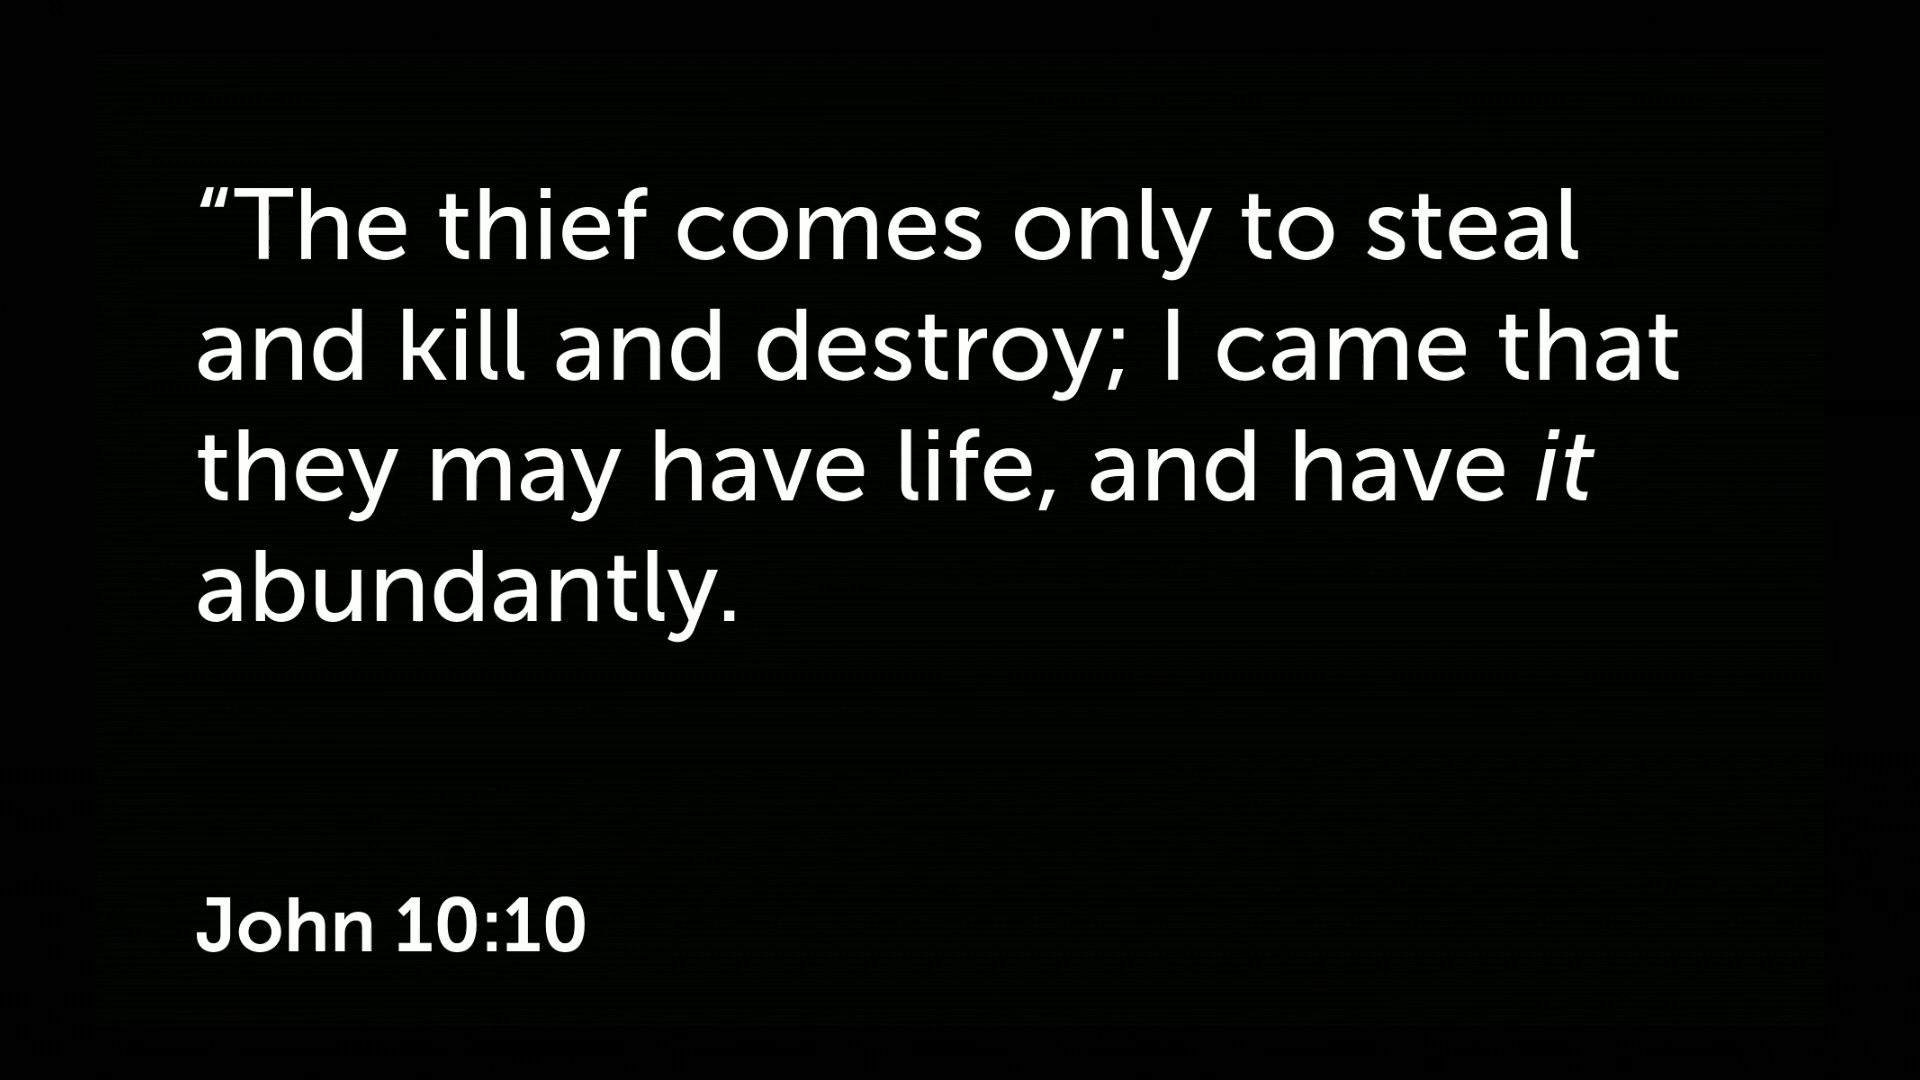 “The thief comes only to steal
and kill and destroy; I came that
they may have life, and have it
abundantly.
John 10:10